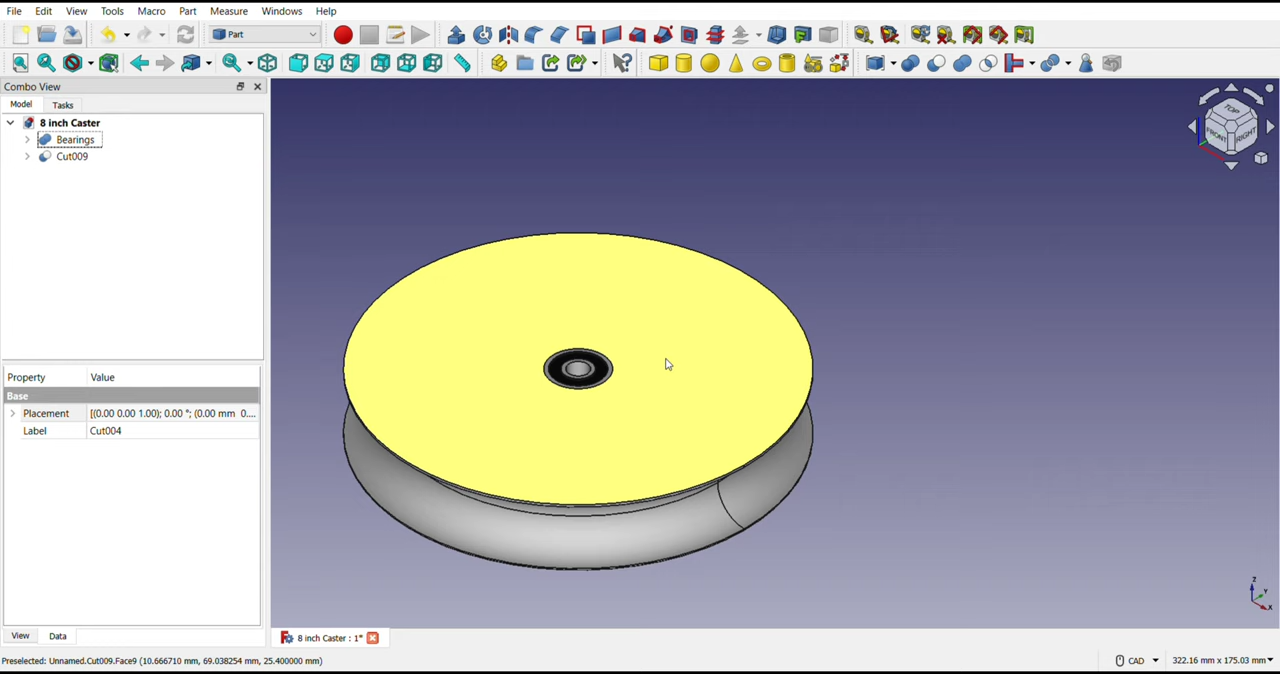 File Edit View Tools Macro Part Measure Windows Help
Part
Combo View
Model Tasks
8 inch Caster
Bearings
Cut009
TOP
FRONT RIGHT
Property Value
Base
Placement [(0.00 0.00 1.00); 0.00 °; (0.00 mm 0....
Label Cut004
Z
Y
X
View Data
8 inch Caster : 1*
Preselected: Unnamed.Cut009.Face9 (10.666710 mm, 69.038254 mm, 25.400000 mm)
CAD 322.16 mm x 175.03 mm